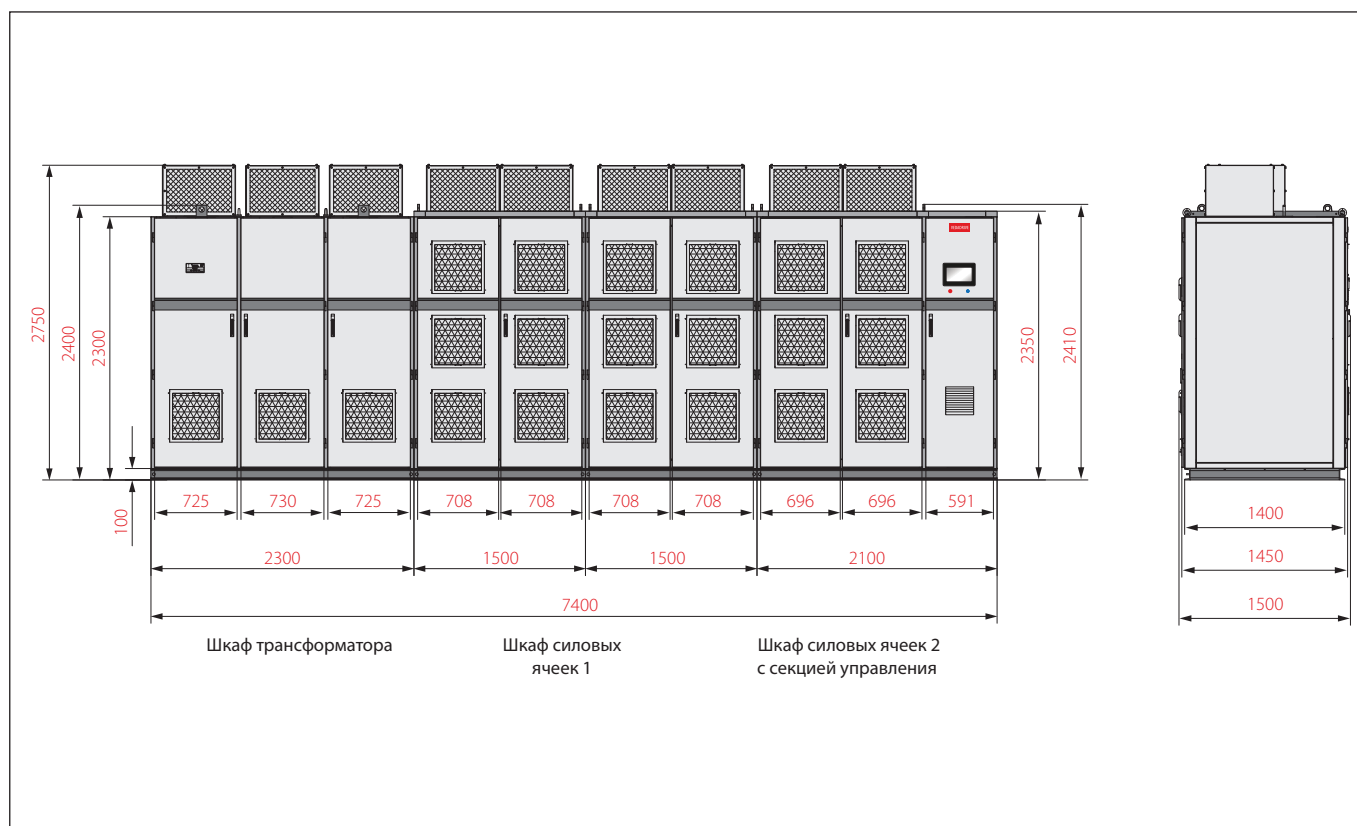 2750
2400
2300
100
2350
2410
725 730 725 708 708 708 708 696 696 591
2300 1500 1500 2100
7400
1400
1450
1500
Шкаф трансформатора
Шкаф силовых
ячеек 1
Шкаф силовых ячеек 2
с секцией управления